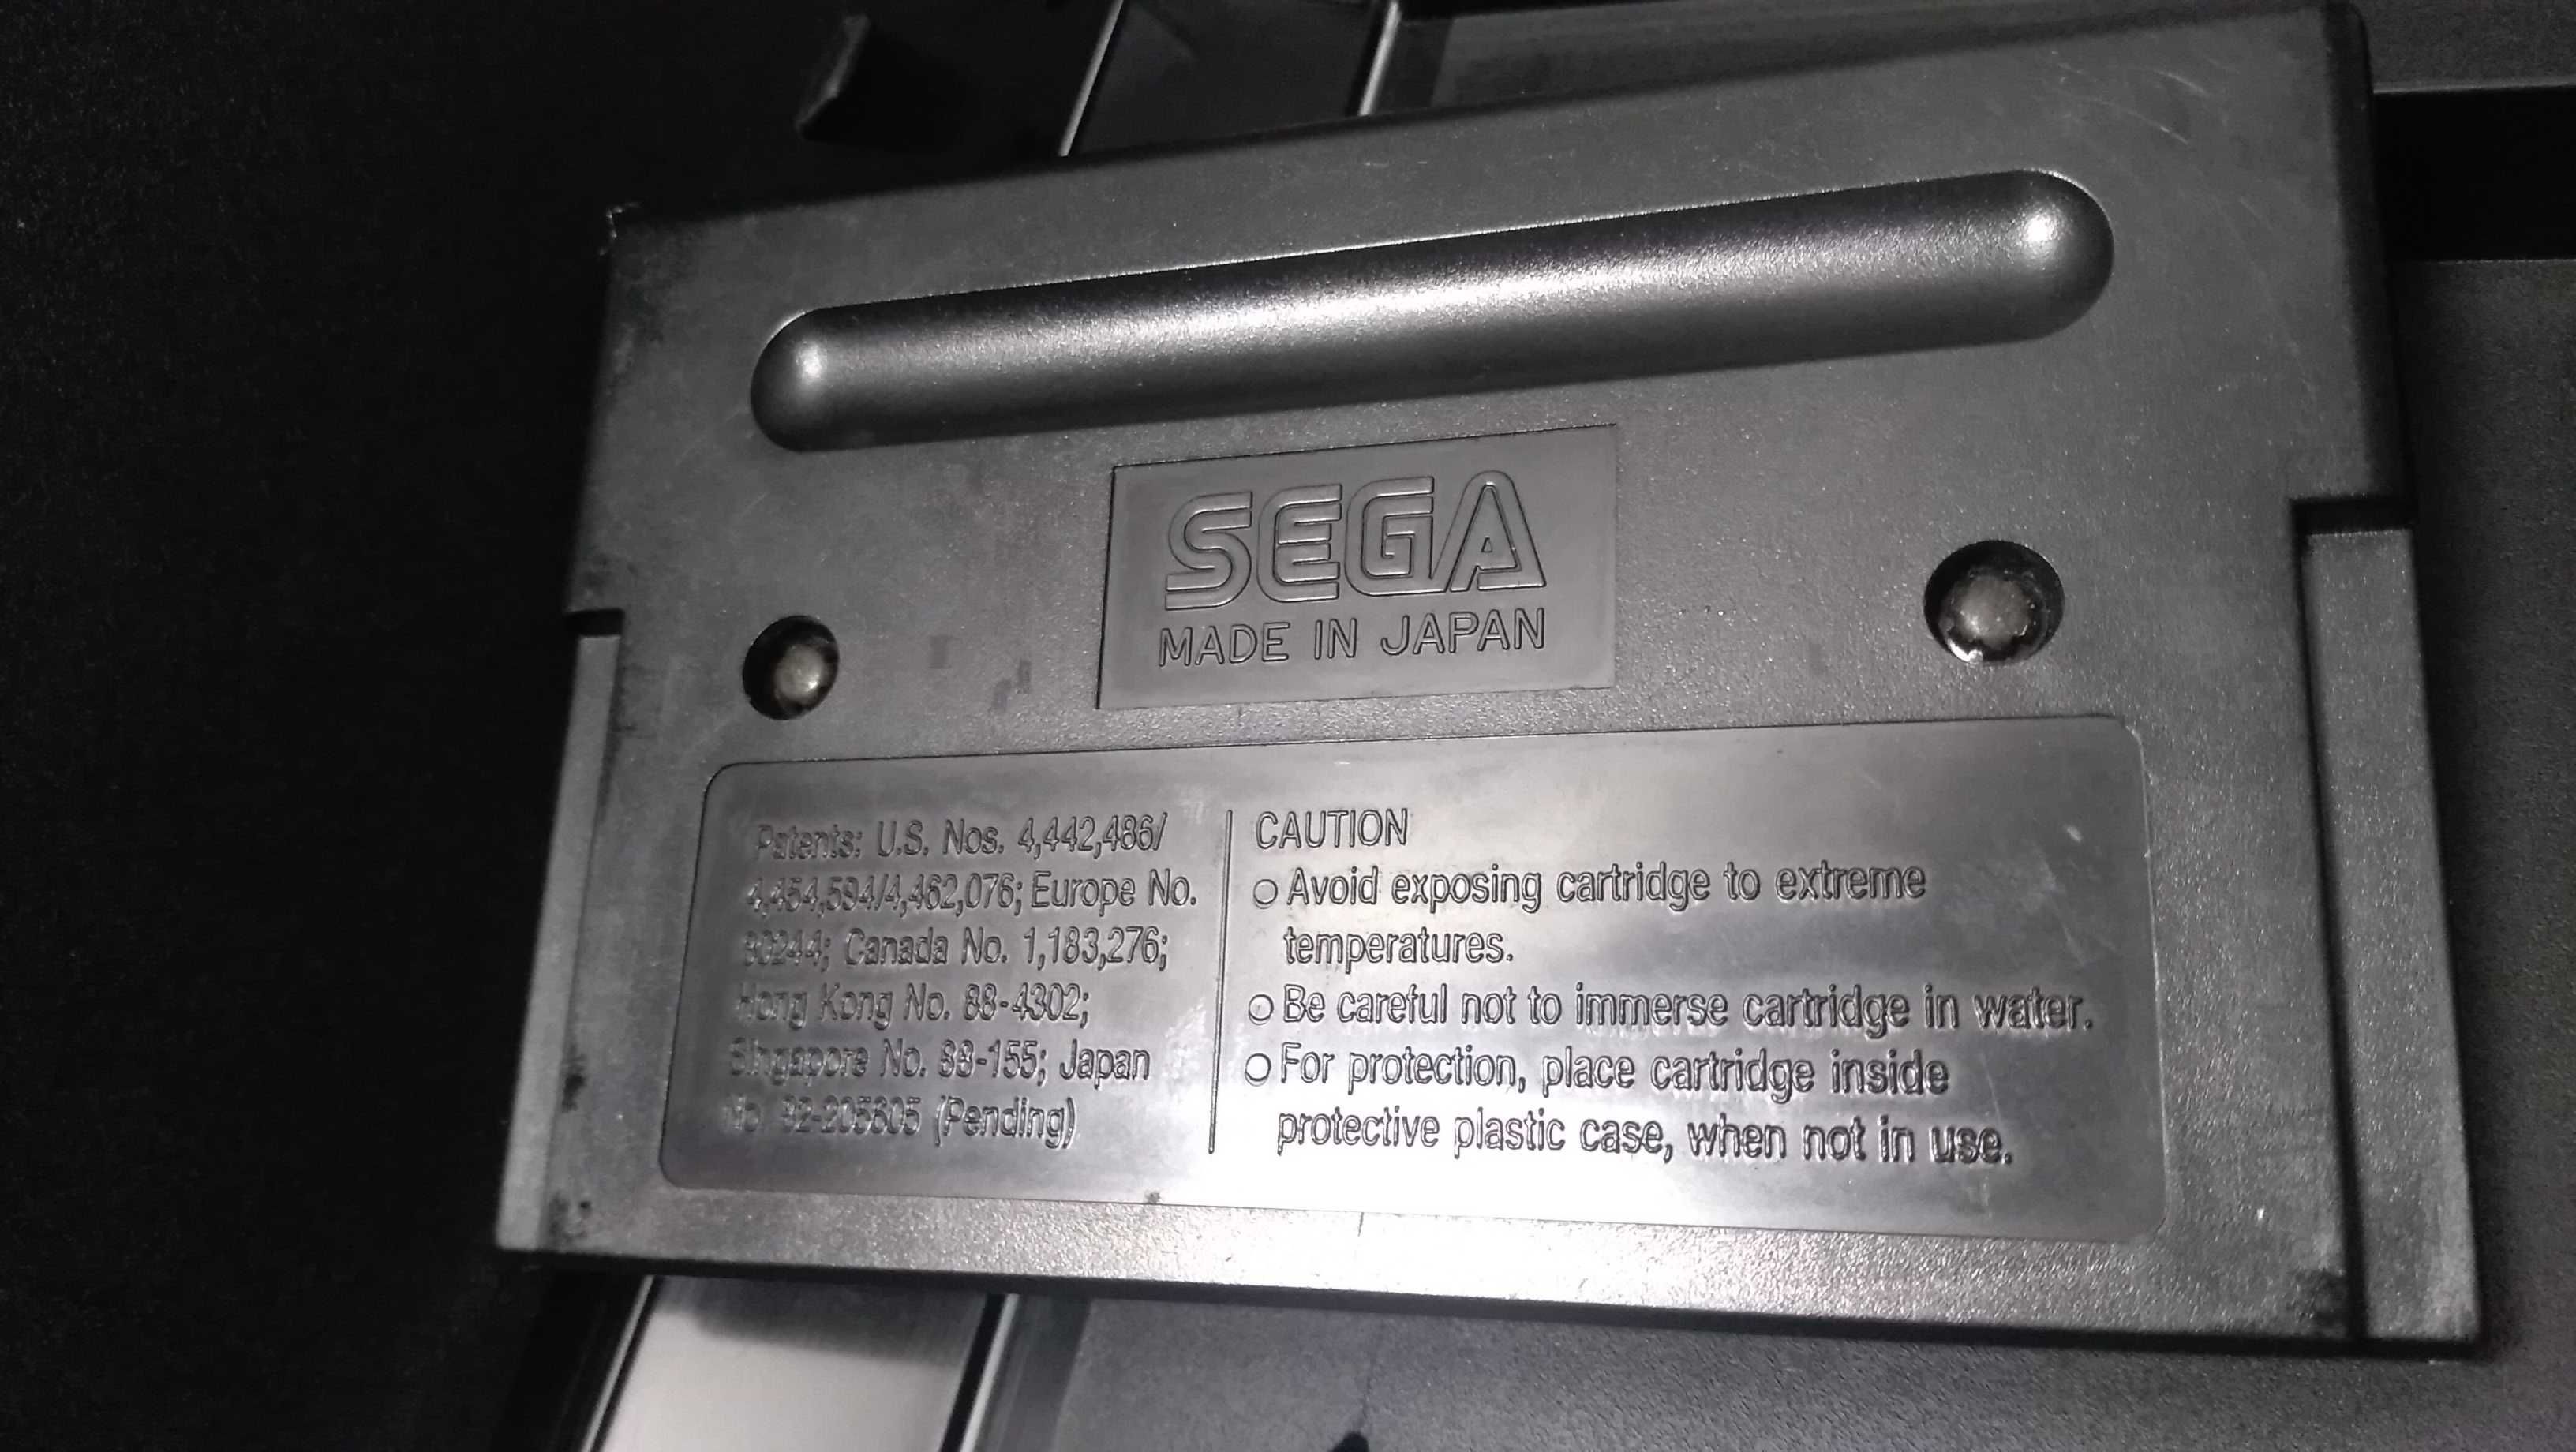 SEGA
MADE IN JAPAN
Patents: U.S. Nos. 4,442,486/
4,454,594/4,462,076; Europe No.
80244; Canada No. 1,183,276;
Hong Kong No. 88-4302;
Singapore No. 88-155; Japan
No. 82-205605 (Pending)
CAUTION
○ Avoid exposing cartridge to extreme
temperatures.
○ Be careful not to immerse cartridge in water.
○ For protection, place cartridge inside
protective plastic case, when not in use.